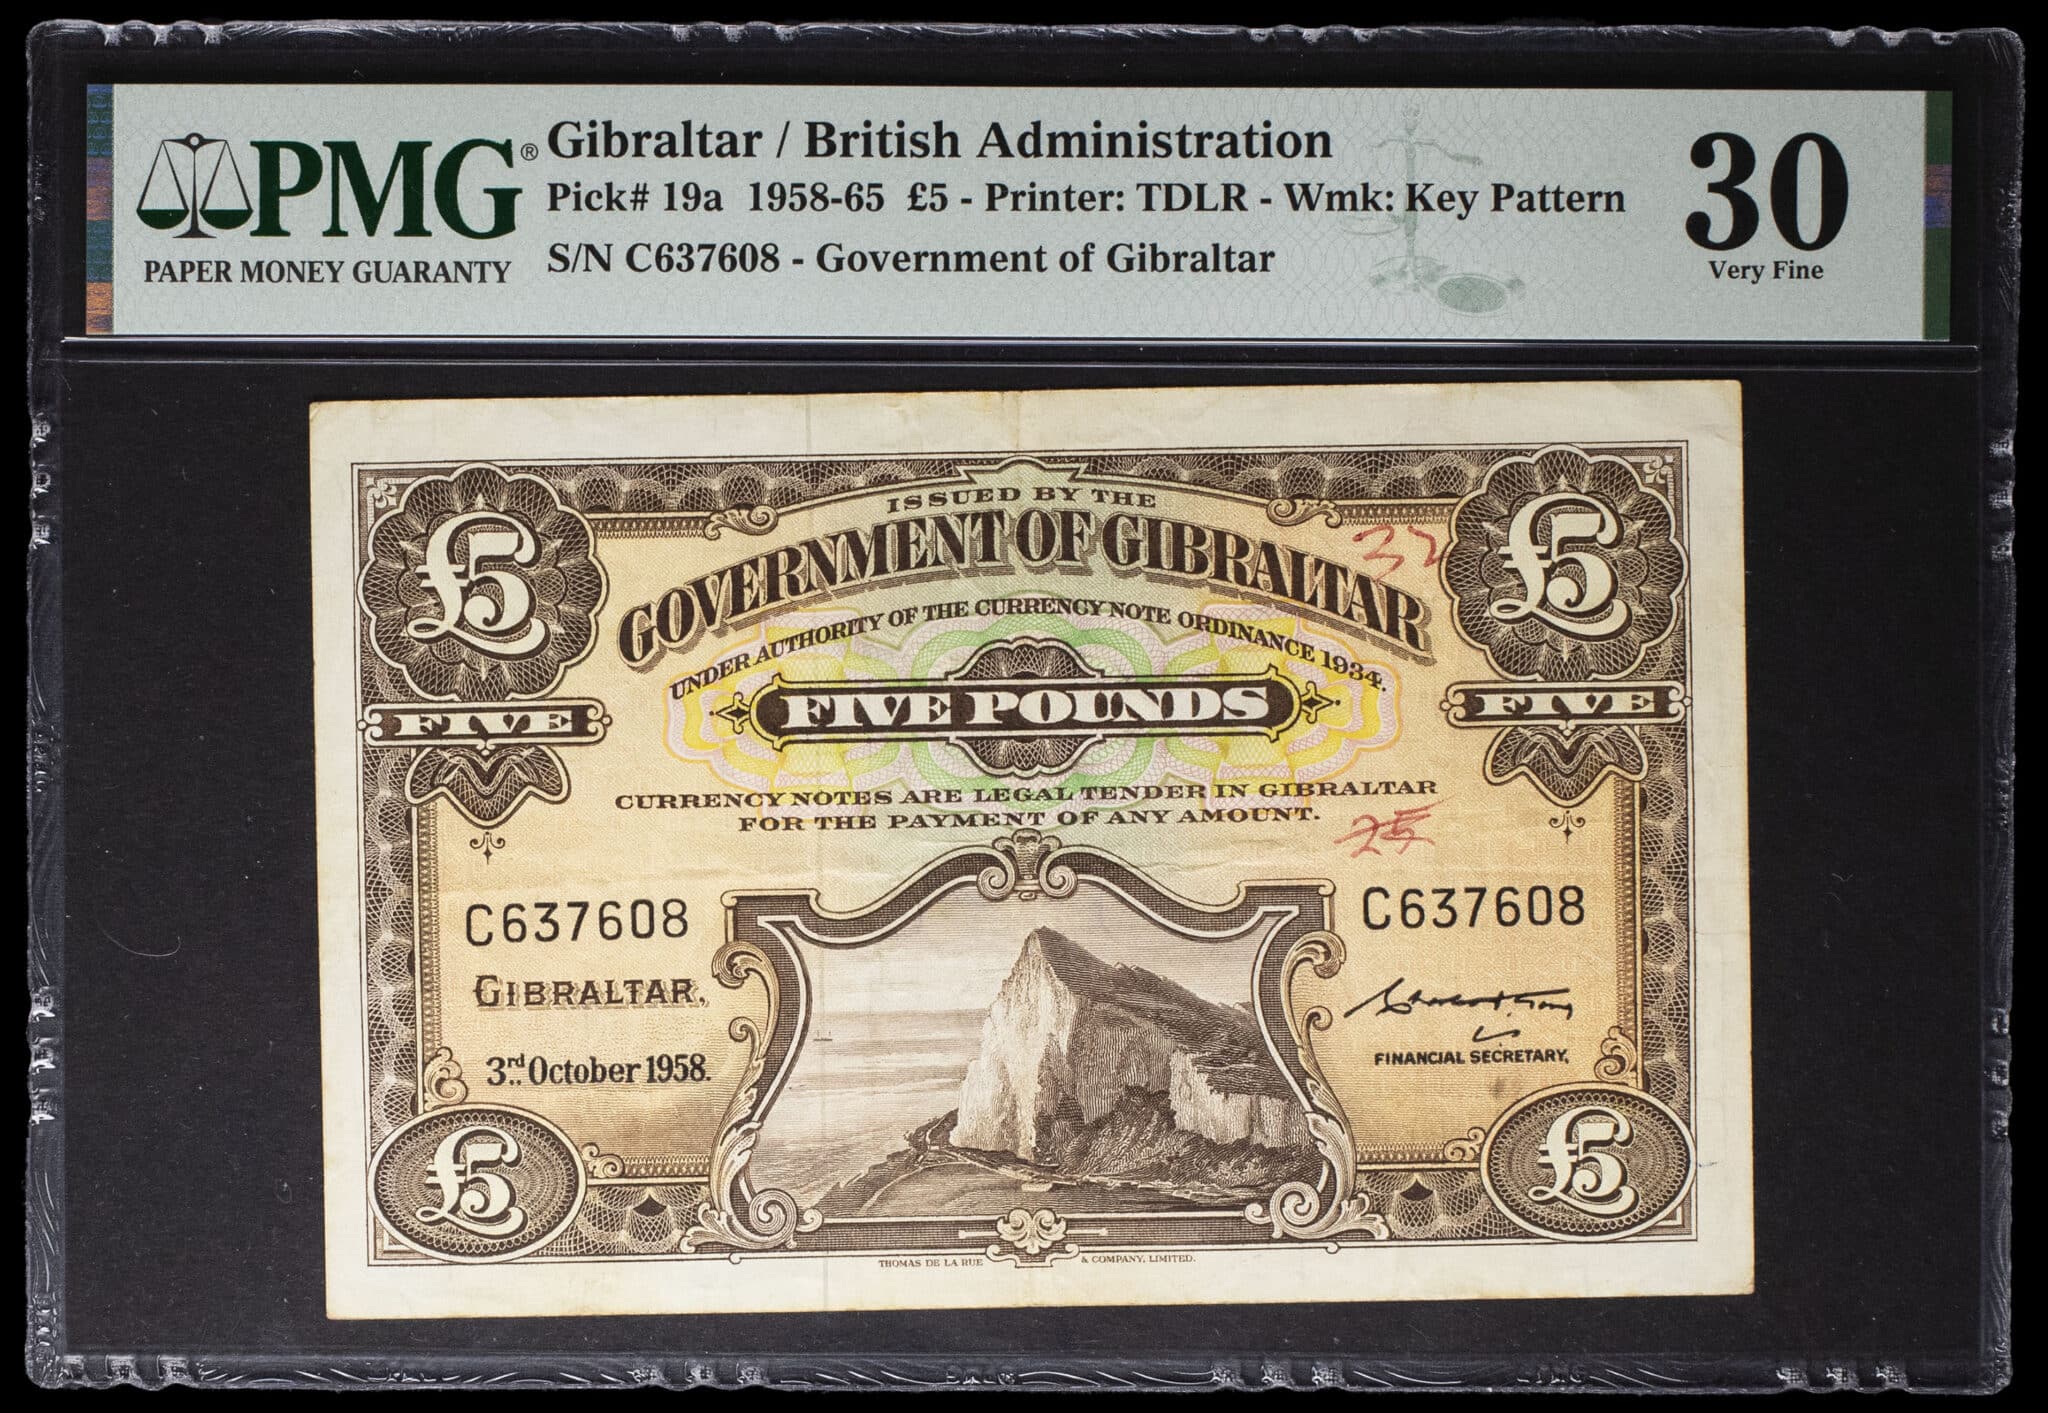 PMG®
PAPER MONEY GUARANTY
Gibraltar / British Administration
Pick# 19a 1958-65 £5 - Printer: TDLR - Wmk: Key Pattern
S/N C637608 - Government of Gibraltar
30
Very Fine
£5
£5
ISSUED BY THE
GOVERNMENT OF GIBRALTAR
32
UNDER AUTHORITY OF THE CURRENCY NOTE ORDINANCE 1934.
FIVE
FIVE POUNDS
FIVE
CURRENCY NOTES ARE LEGAL TENDER IN GIBRALTAR
FOR THE PAYMENT OF ANY AMOUNT.
25
C637608
C637608
GIBRALTAR,
3rd. October 1958.
FINANCIAL SECRETARY,
£5
£5
THOMAS DE LA RUE & COMPANY, LIMITED.